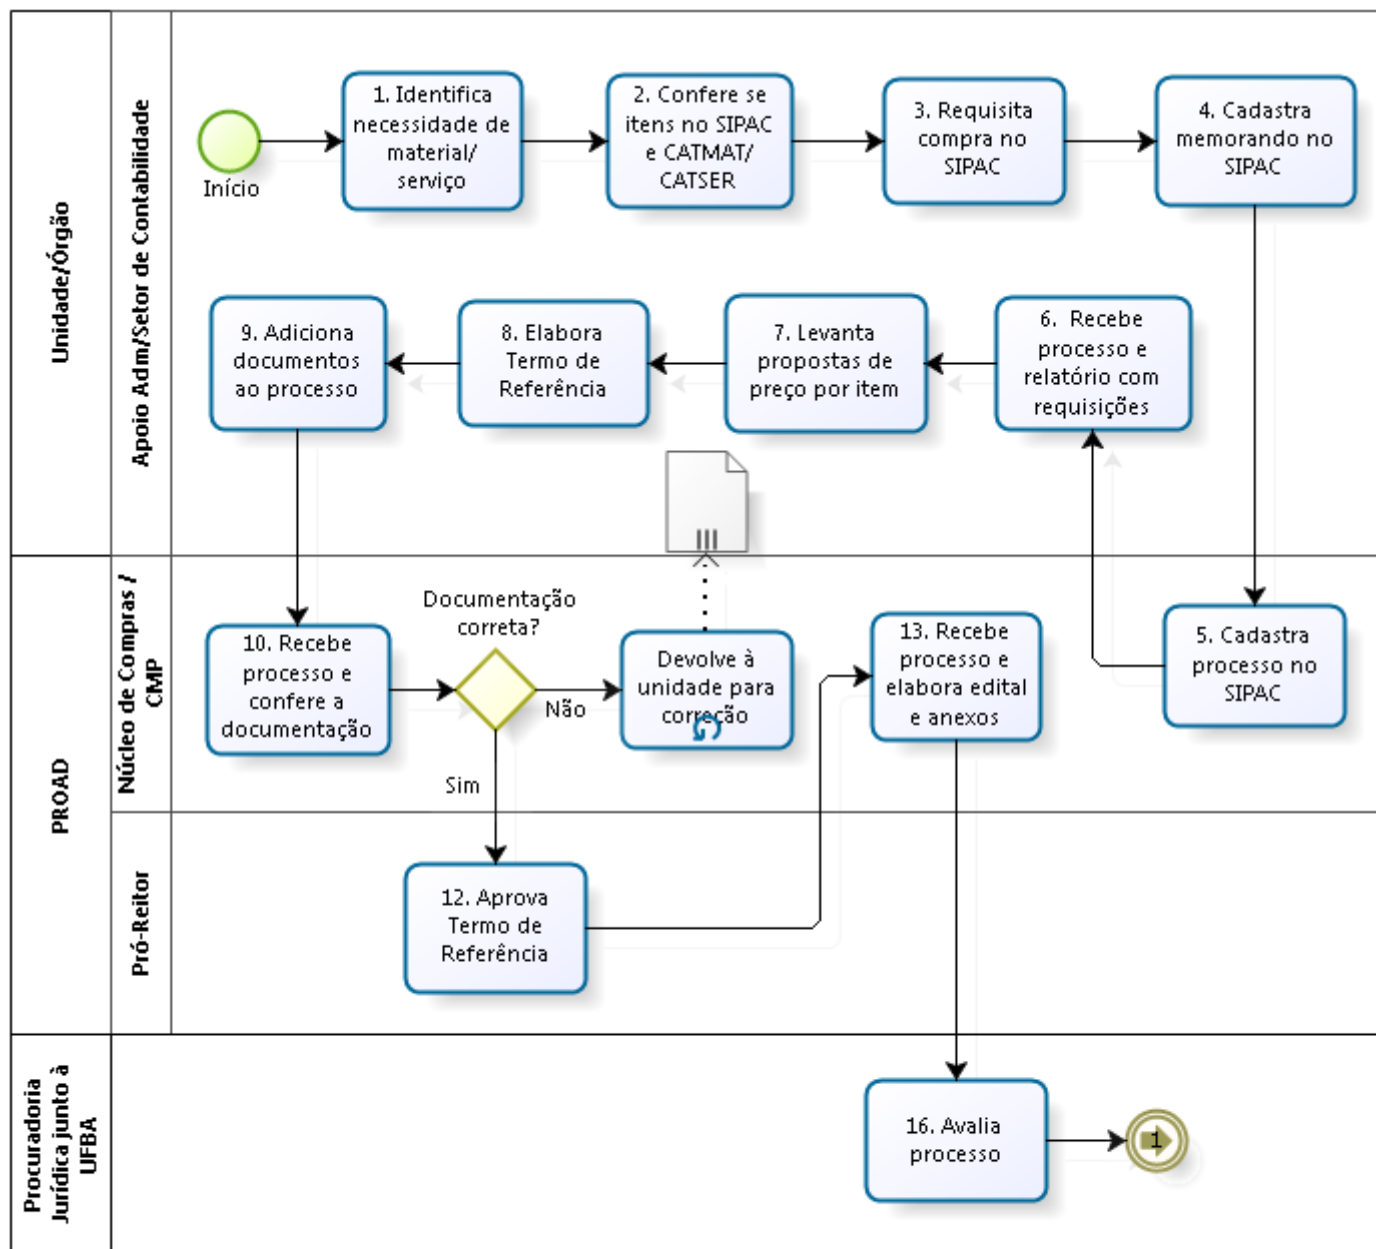 Unidade/Órgão
Apoio Adm/Setor de Contabilidade
Início
1. Identifica
necessidade de
material/
serviço
2. Confere se
itens no SIPAC
e CATMAT/
CATSER
3. Requisita
compra no
SIPAC
4. Cadastra
memorando no
SIPAC
9. Adiciona
documentos
ao processo
8. Elabora
Termo de
Referência
7. Levanta
propostas de
preço por item
6. Recebe
processo e
relatório com
requisições
PROAD
Núcleo de Compras /
CMP
10. Recebe
processo e
confere a
documentação
Documentação
correta?
Não
Sim
Devolve à
unidade para
correção
13. Recebe
processo e
elabora edital
e anexos
5. Cadastra
processo no
SIPAC
Pró-Reitor
12. Aprova
Termo de
Referência
Procuradoria
Jurídica junto à
UFBA
16. Avalia
processo
1